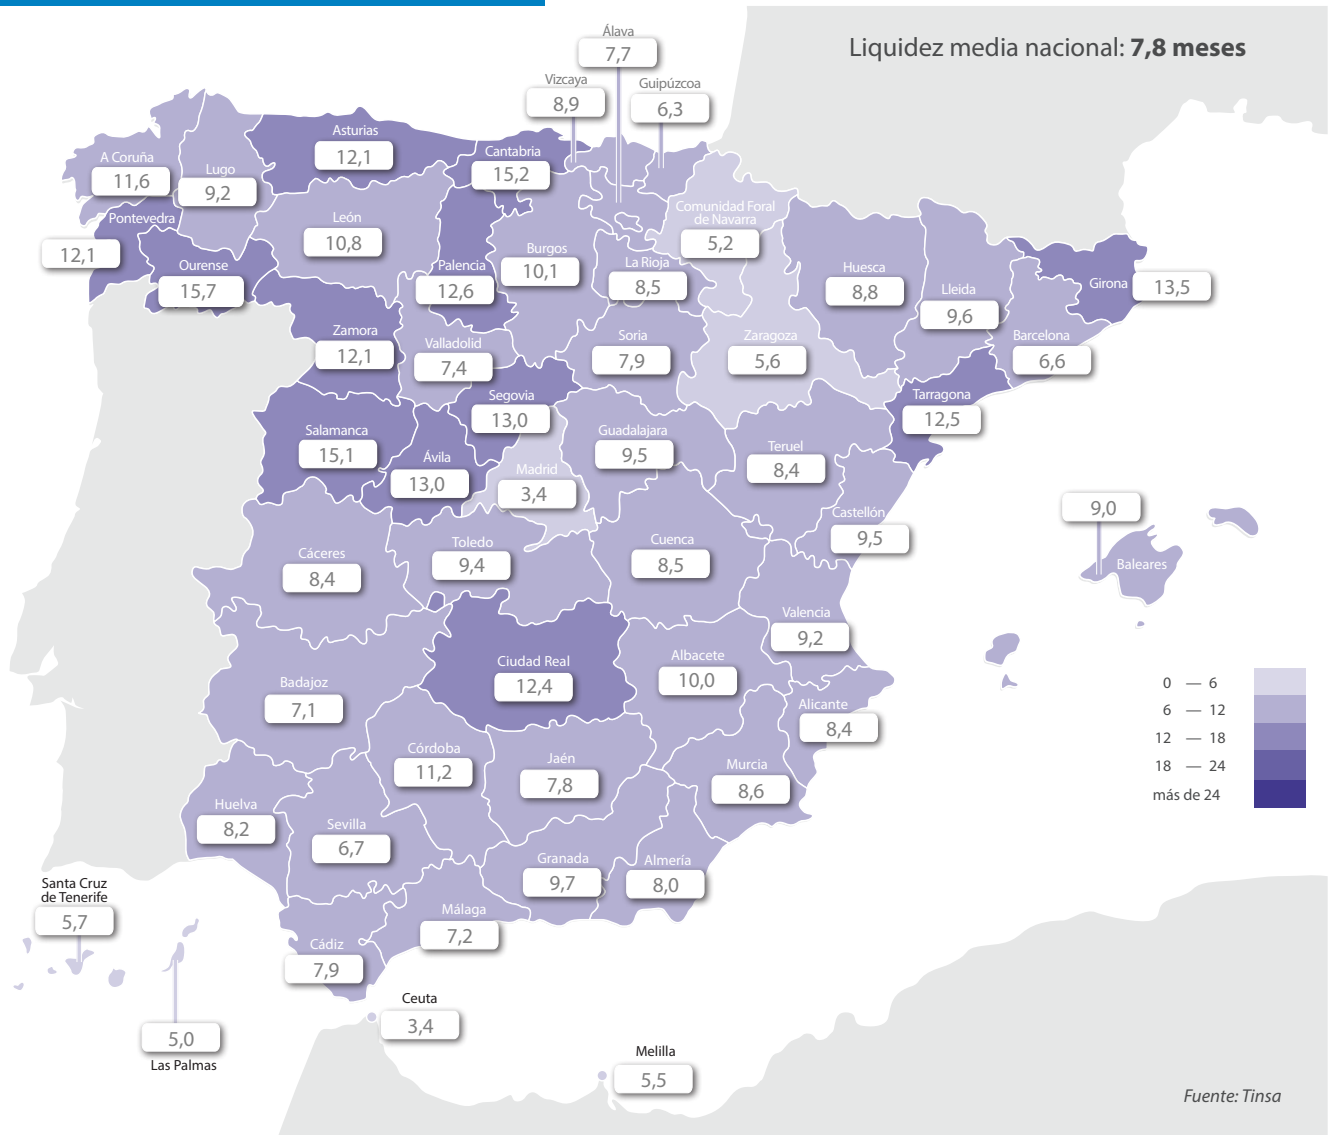 Liquidez media nacional: 7,8 meses
Álava
7,7
Vizcaya
8,9
Guipúzcoa
6,3
Asturias
12,1
Cantabria
15,2
A Coruña
11,6
Lugo
9,2
Pontevedra
12,1
Ourense
15,7
León
10,8
Palencia
12,6
Burgos
10,1
La Rioja
8,5
Comunidad Foral
de Navarra
5,2
Huesca
8,8
Lleida
9,6
Girona
13,5
Barcelona
6,6
Zamora
12,1
Valladolid
7,4
Soria
7,9
Zaragoza
5,6
Tarragona
12,5
Segovia
13,0
Salamanca
15,1
Ávila
13,0
Madrid
3,4
Guadalajara
9,5
Teruel
8,4
Castellón
9,5
9,0
Baleares
Cáceres
8,4
Toledo
9,4
Cuenca
8,5
Valencia
9,2
Ciudad Real
12,4
Albacete
10,0
Badajoz
7,1
Alicante
8,4
Córdoba
11,2
Jaén
7,8
Murcia
8,6
Huelva
8,2
Sevilla
6,7
Granada
9,7
Almería
8,0
Málaga
7,2
Cádiz
7,9
Santa Cruz
de Tenerife
5,7
5,0
Las Palmas
Ceuta
3,4
Melilla
5,5
0 — 6
6 — 12
12 — 18
18 — 24
más de 24
Fuente: Tinsa